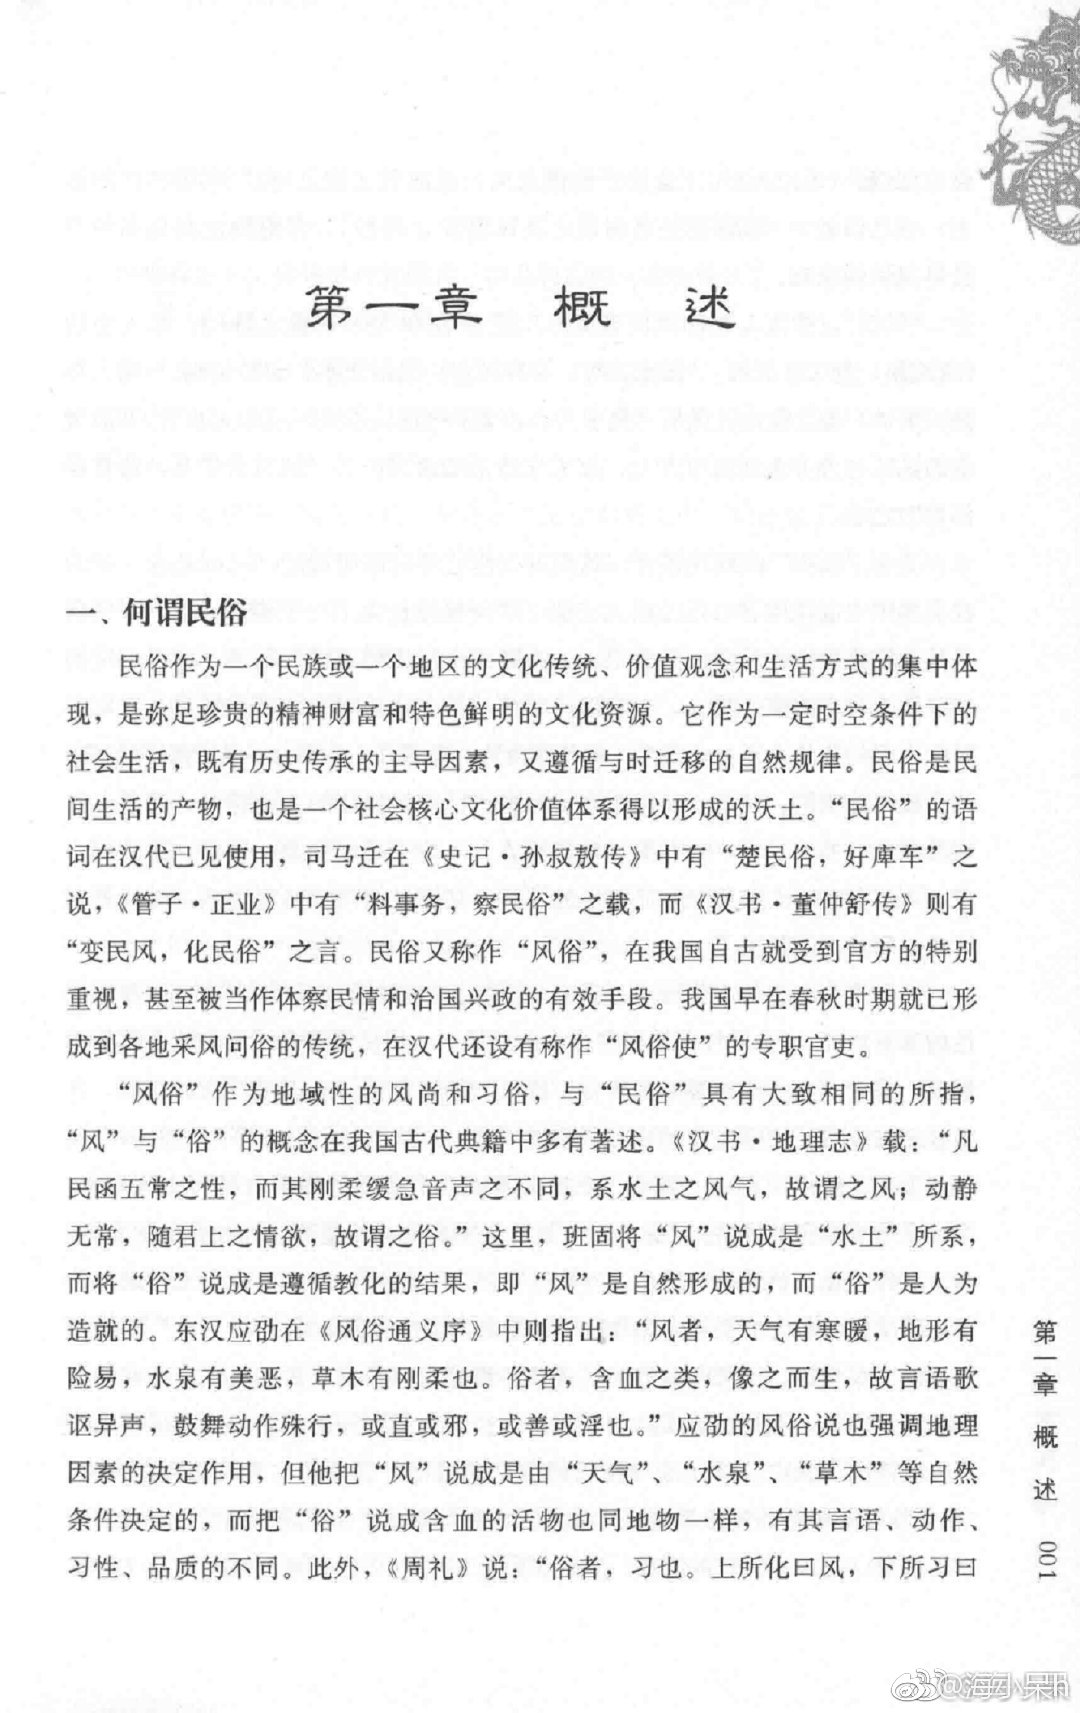 第一章 概 述
一、何谓民俗
民俗作为一个民族或一个地区的文化传统、价值观念和生活方式的集中体
现，是弥足珍贵的精神财富和特色鲜明的文化资源。它作为一定时空条件下的
社会生活，既有历史传承的主导因素，又遵循与时迁移的自然规律。民俗是民
间生活的产物，也是一个社会核心文化价值体系得以形成的沃土。“民俗”的语
词在汉代已见使用，司马迁在《史记·孙叔敖传》中有“楚民俗，好庳车”之
说，《管子·正业》中有“料事务，察民俗”之载，而《汉书·董仲舒传》则有
“变民风，化民俗”之言。民俗又称作“风俗”，在我国自古就受到官方的特别
重视，甚至被当作体察民情和治国兴政的有效手段。我国早在春秋时期就已形
成到各地采风问俗的传统，在汉代还设有称作“风俗使”的专职官吏。
“风俗”作为地域性的风尚和习俗，与“民俗”具有大致相同的所指，
“风”与“俗”的概念在我国古代典籍中多有著述。《汉书·地理志》载：“凡
民函五常之性，而其刚柔缓急音声之不同，系水土之风气，故谓之风；动静
无常，随君上之情欲，故谓之俗。”这里，班固将“风”说成是“水土”所系，
而将“俗”说成是遵循教化的结果，即“风”是自然形成的，而“俗”是人为
造就的。东汉应劭在《风俗通义序》中则指出：“风者，天气有寒暖，地形有
险易，水泉有美恶，草木有刚柔也。俗者，含血之类，像之而生，故言语歌
讴异声，鼓舞动作殊行，或直或邪，或善或淫也。”应劭的风俗说也强调地理
因素的决定作用，但他把“风”说成是由“天气”、“水泉”、“草木”等自然
条件决定的，而把“俗”说成含血的活物也同地物一样，有其言语、动作、
习性、品质的不同。此外，《周礼》说：“俗者，习也。上所化曰风，下所习曰
第一章 概 述 001